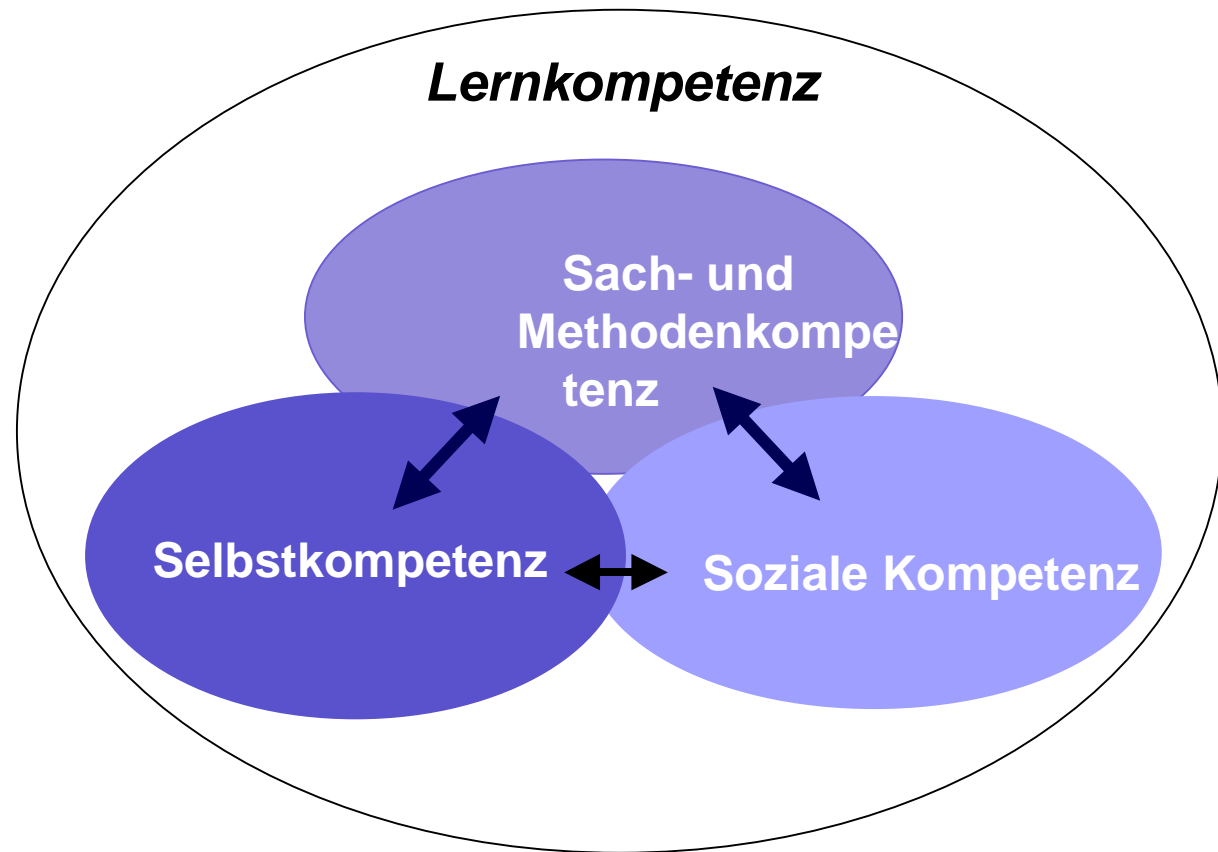 Lernkompetenz
Sach- und
Methodenkompe
tenz
Selbstkompetenz
Soziale Kompetenz